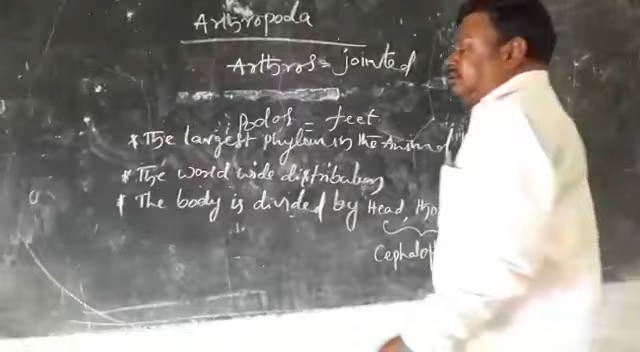 Arthropoda
Arthros = jointed
Podos = feet
* The largest phylum in the Animal
* The world wide distribution
* The body is divided by Head, Tho
Cephalo